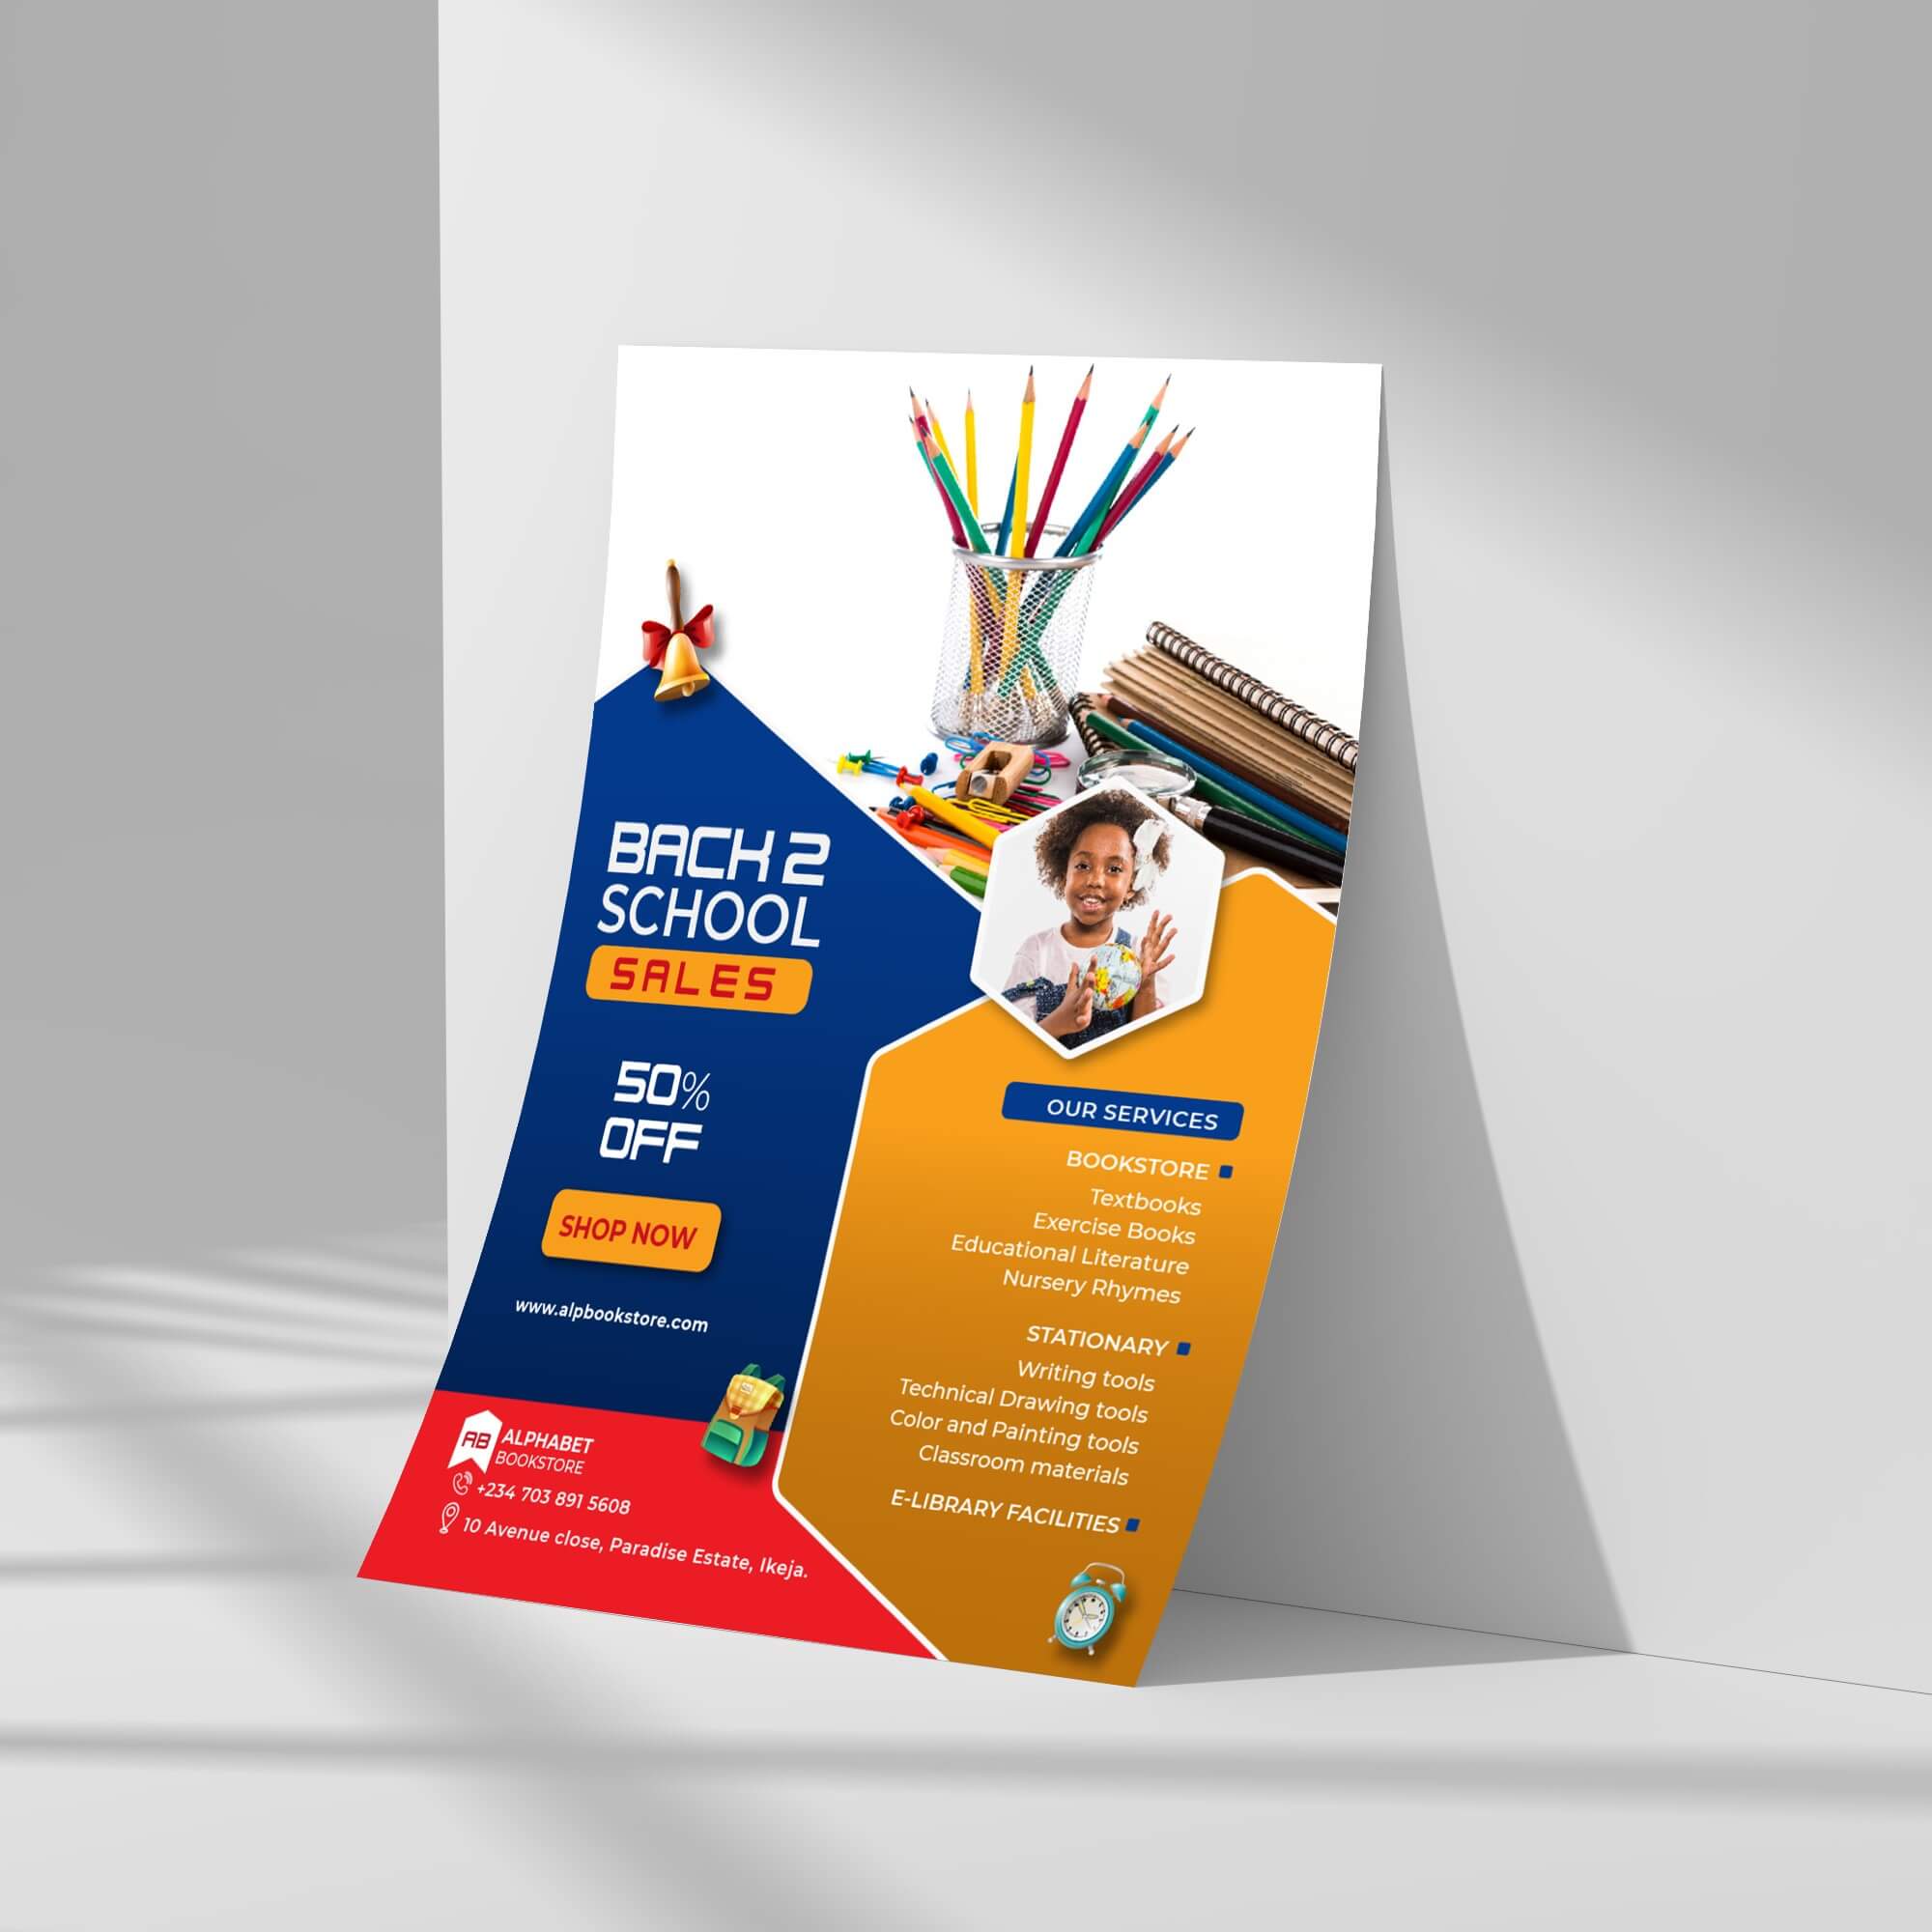 BACK 2
SCHOOL
SALES
50%
OFF
SHOP NOW
www.alpbookstore.com
AB
ALPHABET
BOOKSTORE
+234 703 891 5608
10 Avenue close, Paradise Estate, Ikeja.
OUR SERVICES
BOOKSTORE
Textbooks
Exercise Books
Educational Literature
Nursery Rhymes
STATIONARY
Writing tools
Technical Drawing tools
Color and Painting tools
Classroom materials
E-LIBRARY FACILITIES